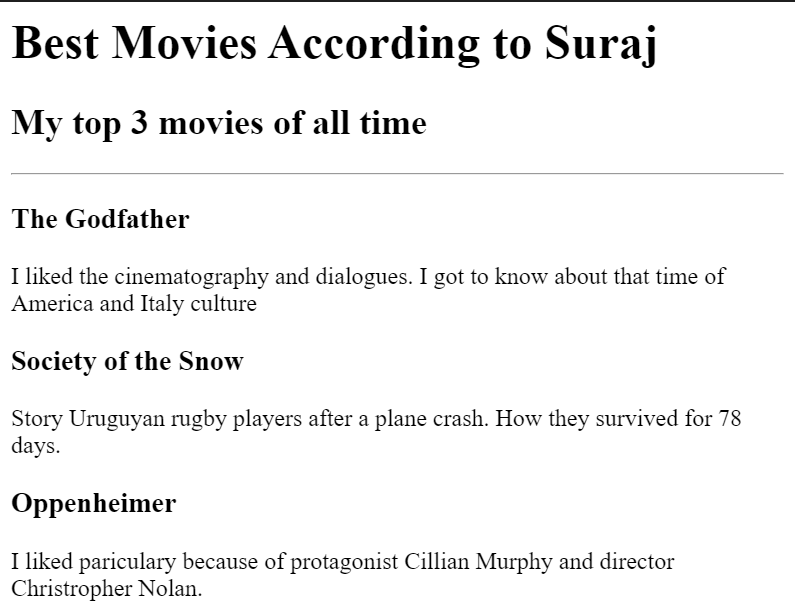 Best Movies According to Suraj
My top 3 movies of all time
The Godfather
I liked the cinematography and dialogues. I got to know about that time of
America and Italy culture
Society of the Snow
Story Uruguyan rugby players after a plane crash. How they survived for 78
days.
Oppenheimer
I liked pariculary because of protagonist Cillian Murphy and director
Christropher Nolan.